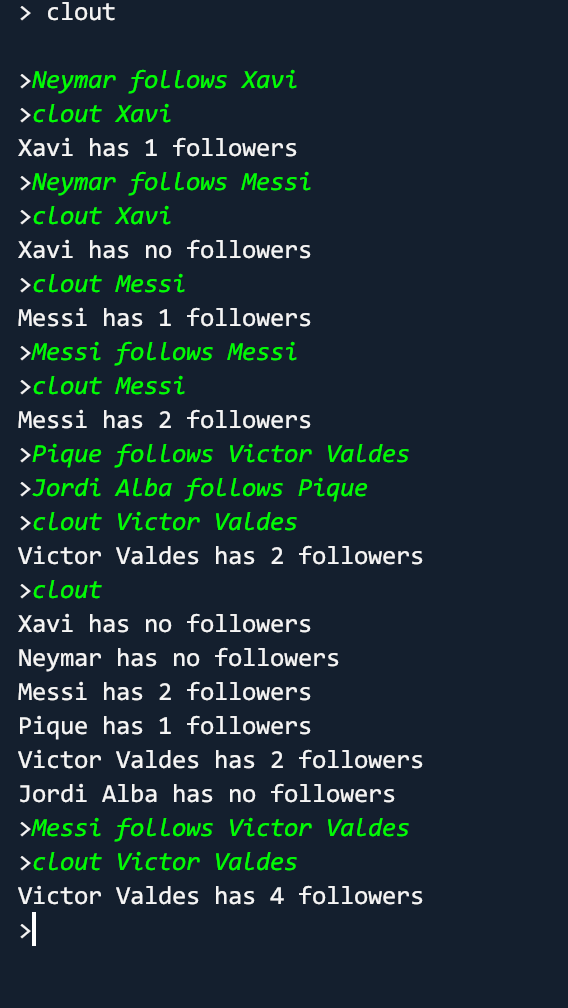 > clout
>Neymar follows Xavi
>clout Xavi
Xavi has 1 followers
>Neymar follows Messi
>clout Xavi
Xavi has no followers
>clout Messi
Messi has 1 followers
>Messi follows Messi
>clout Messi
Messi has 2 followers
>Pique follows Victor Valdes
>Jordi Alba follows Pique
>clout Victor Valdes
Victor Valdes has 2 followers
>clout
Xavi has no followers
Neymar has no followers
Messi has 2 followers
Pique has 1 followers
Victor Valdes has 2 followers
Jordi Alba has no followers
>Messi follows Victor Valdes
>clout Victor Valdes
Victor Valdes has 4 followers
>